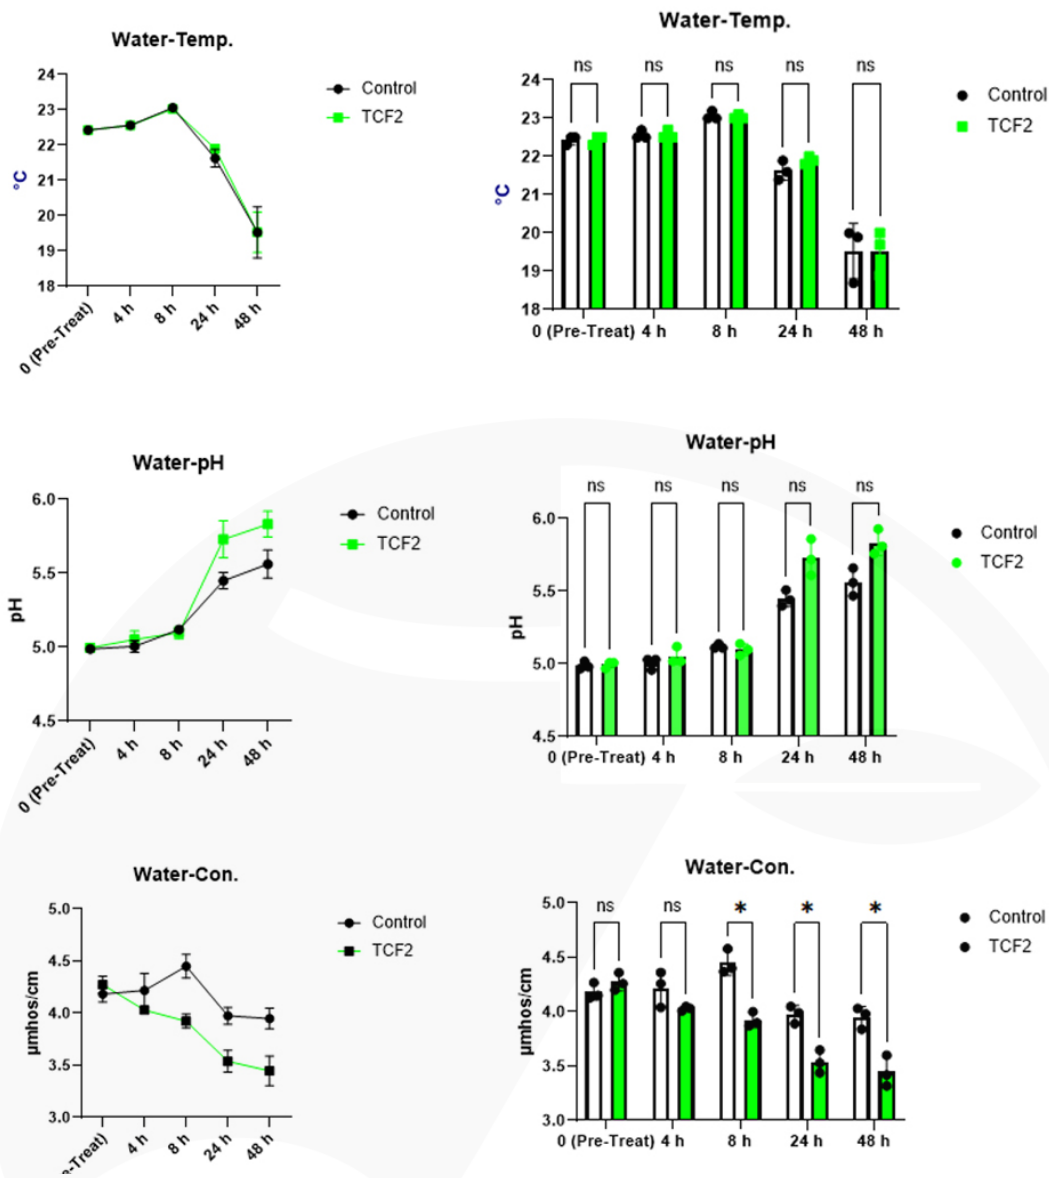 Water-Temp.
24
23
22
21
20
19
18
°C
0 (Pre-Treat)
4 h
8 h
24 h
48 h
Control
TCF2
Water-Temp.
ns
ns
ns
ns
ns
24
23
22
21
20
19
18
°C
0 (Pre-Treat) 4 h 8 h 24 h 48 h
Control
TCF2
Water-pH
6.0
5.5
5.0
4.5
pH
0 (Pre-Treat)
4 h
8 h
24 h
48 h
Control
TCF2
Water-pH
ns
ns
ns
ns
ns
6.0
5.5
5.0
4.5
pH
0 (Pre-Treat) 4 h 8 h 24 h 48 h
Control
TCF2
Water-Con.
5.0
4.5
4.0
3.5
3.0
µmhos/cm
e-Treat)
4 h
8 h
24 h
48 h
Control
TCF2
Water-Con.
ns
ns
*
*
*
5.0
4.5
4.0
3.5
3.0
µmhos/cm
0 (Pre-Treat) 4 h 8 h 24 h 48 h
Control
TCF2